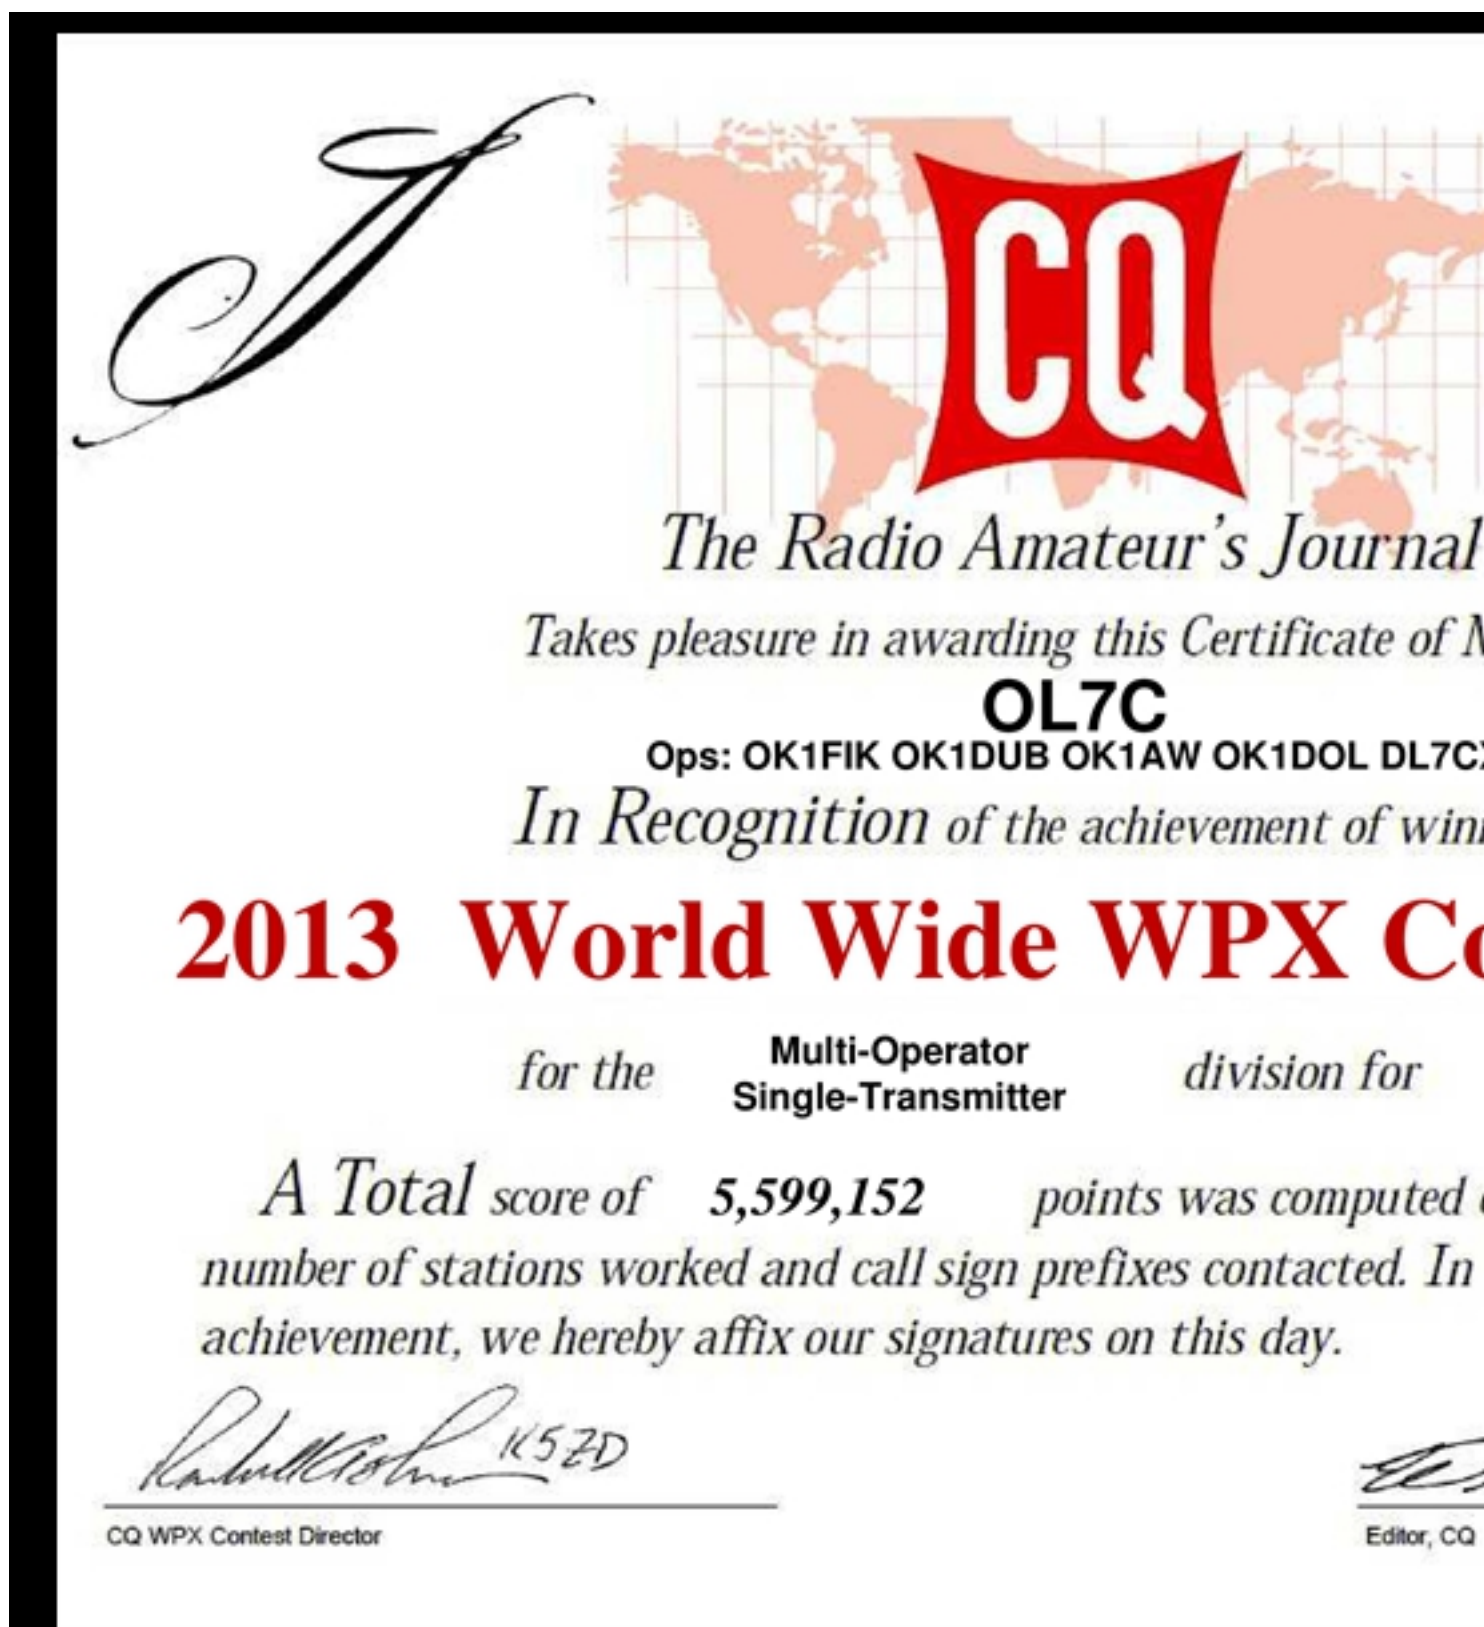 CQ
The Radio Amateur's Journal
Takes pleasure in awarding this Certificate of
OL7C
Ops: OK1FIK OK1DUB OK1AW OK1DOL
In Recognition of the achievement of
2013 World Wide WPX
for the Multi-Operator Single-Transmitter division for
A Total score of 5,599,152 points was computed
number of stations worked and call sign prefixes contacted. In
achievement, we hereby affix our signatures on this day.
K5ZD
CQ WPX Contest Director
Editor, CQ